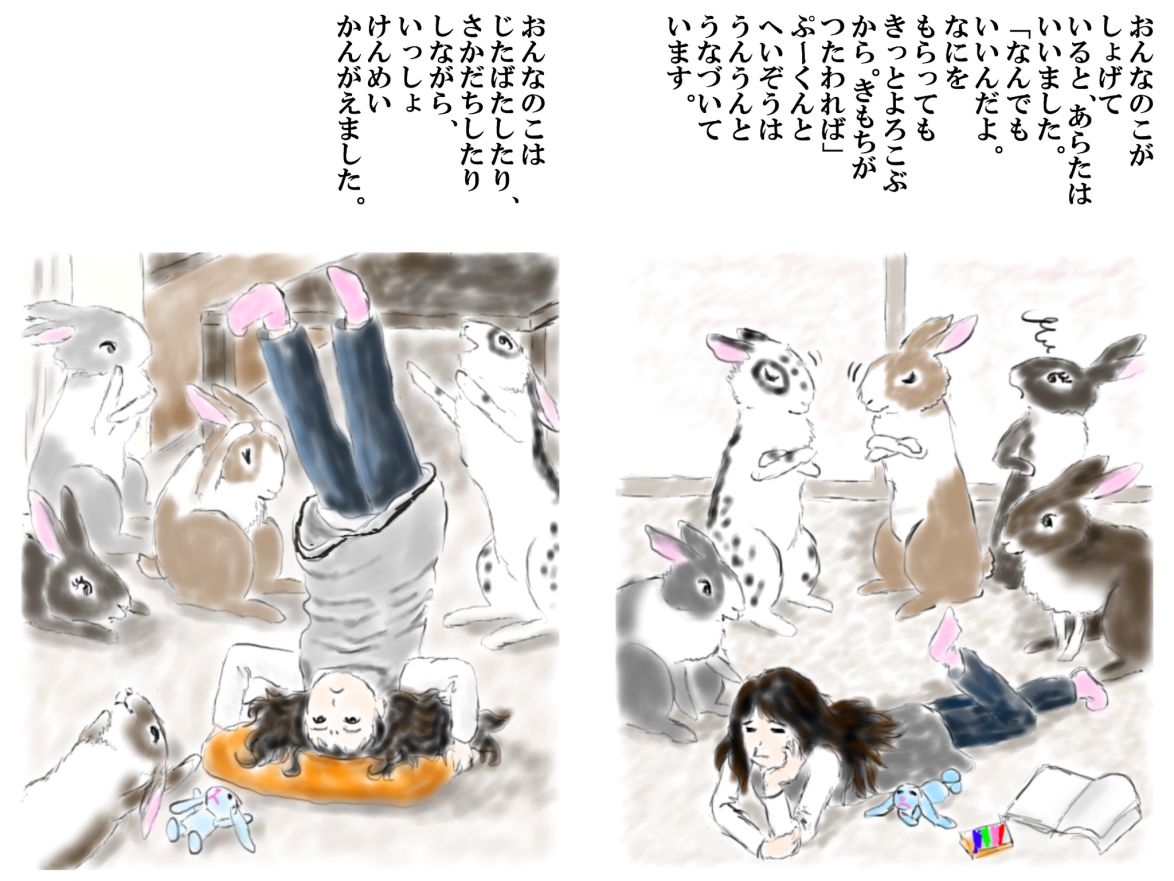 おんなのこが
しょげて
いると、あらたは
いいました。
「なんでも
いいんだよ。
なにを
もらっても
きっとよろこぶ
から。きもちが
つたわれば」
ぷーくんと
へいぞうは
うんうんと
うなづいて
います。
おんなのこは
じたばたしたり、
さかだちしたり
しながら、
いっしょ
けんめい
かんがえました。